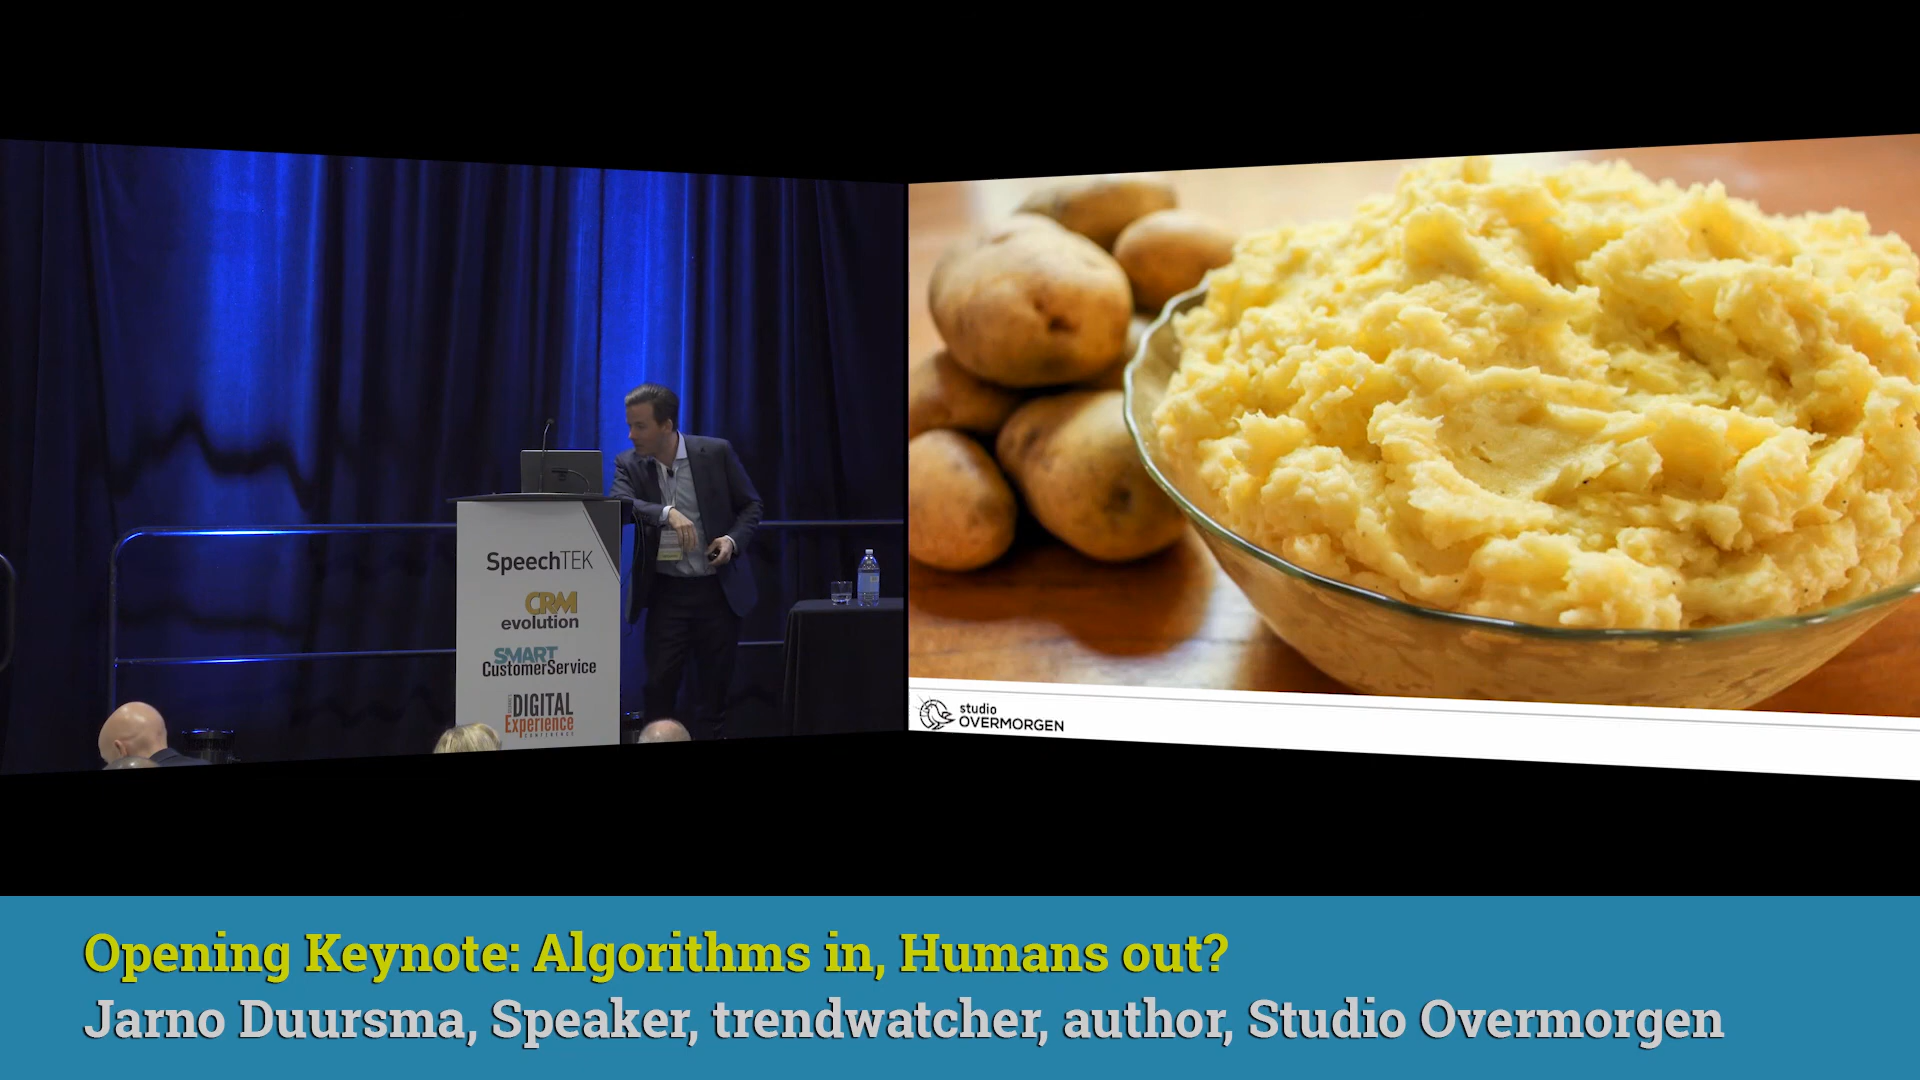 SpeechTEK
CRM
evolution
SMART
CustomerService
DIGITAL
Experience
CONFERENCE
studio
OVERMORGEN
Opening Keynote: Algorithms in, Humans out?
Jarno Duursma, Speaker, trendwatcher, author, Studio Overmorgen